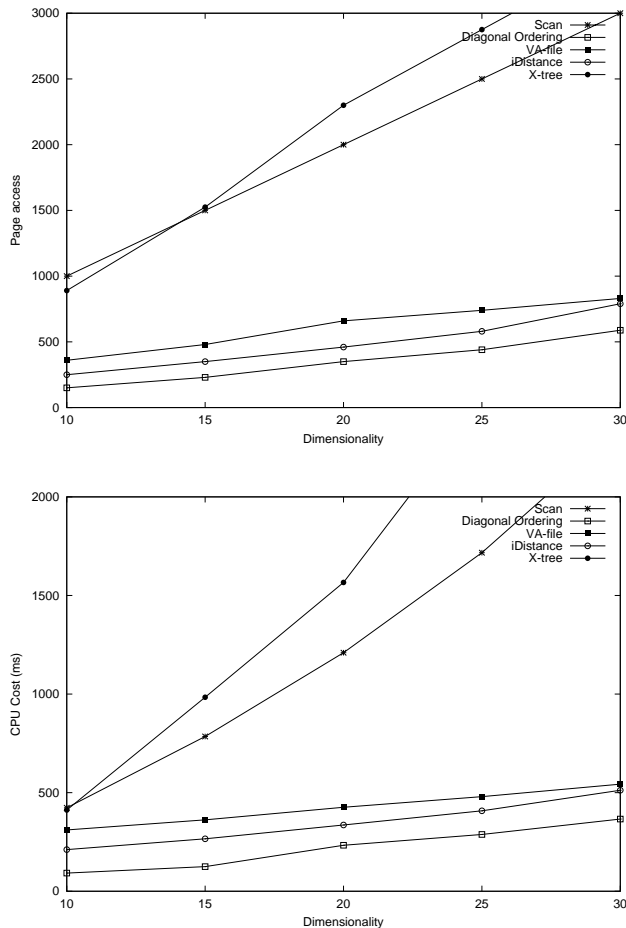 3000
2500
2000
1500
1000
500
0
Page access
10 15 20 25 30
Dimensionality
Scan
Diagonal Ordering
VA-file
iDistance
X-tree
2000
1500
1000
500
0
CPU Cost (ms)
10 15 20 25 30
Dimensionality
Scan
Diagonal Ordering
VA-file
iDistance
X-tree